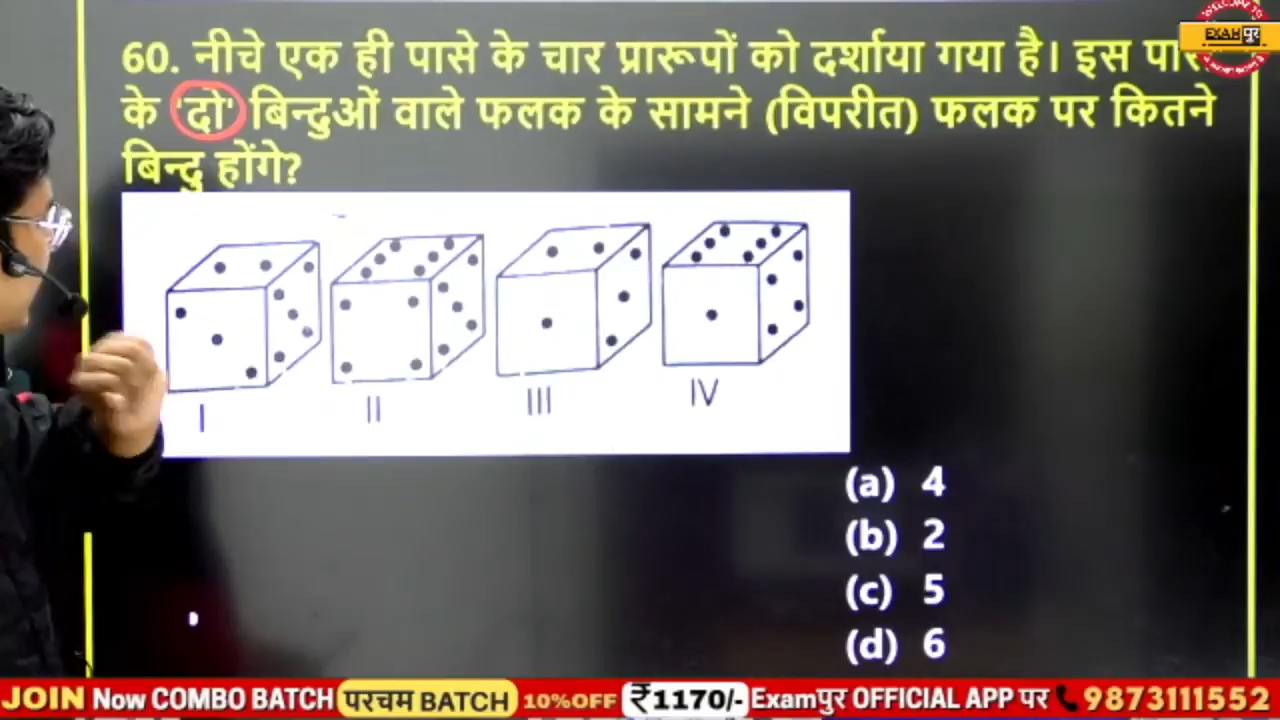 60. नीचे एक ही पासे के चार प्रारूपों को दर्शाया गया है। इस
के 'दो' बिन्दुओं वाले फलक के सामने (विपरीत) फलक पर कितने
बिन्दु होंगे?
I II III IV
(a) 4
(b) 2
(c) 5
(d) 6
EXAMपुर
JOIN Now COMBO BATCH परचम BATCH 10%OFF ₹1170/- Examपुर OFFICIAL APP पर 9873111552